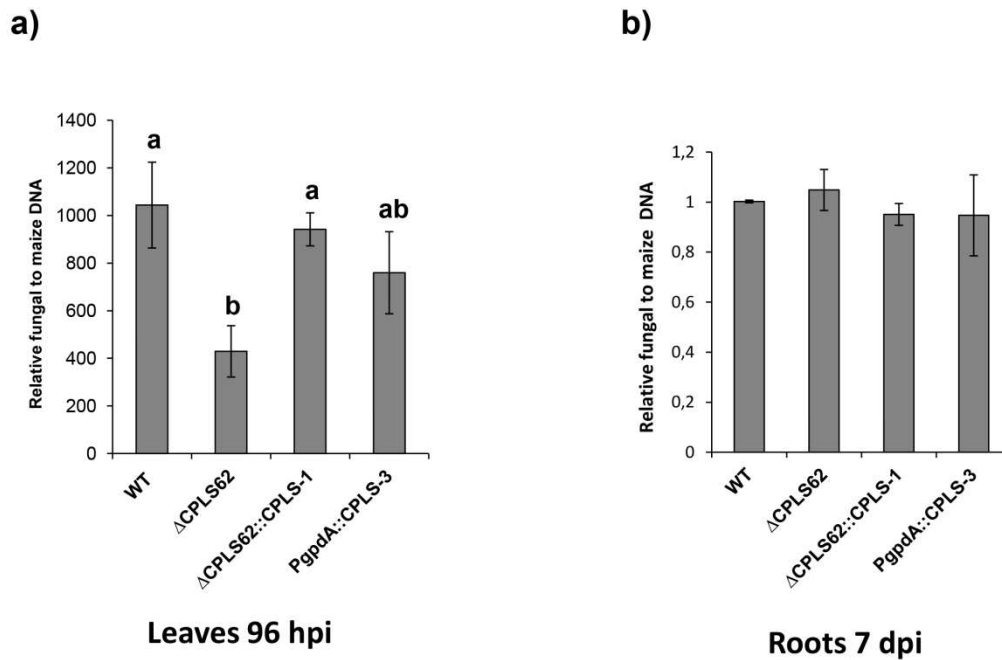 a)
Relative fungal to maize DNA
1400
1200
1000
800
600
400
200
0
a
b
a
ab
WT
ΔCPLS62
ΔCPLS62::CPLS-1
PgpdA::CPLS-3
Leaves 96 hpi
b)
Relative fungal to maize DNA
1,2
1
0,8
0,6
0,4
0,2
0
WT
ΔCPLS62
ΔCPLS62::CPLS-1
PgpdA::CPLS-3
Roots 7 dpi